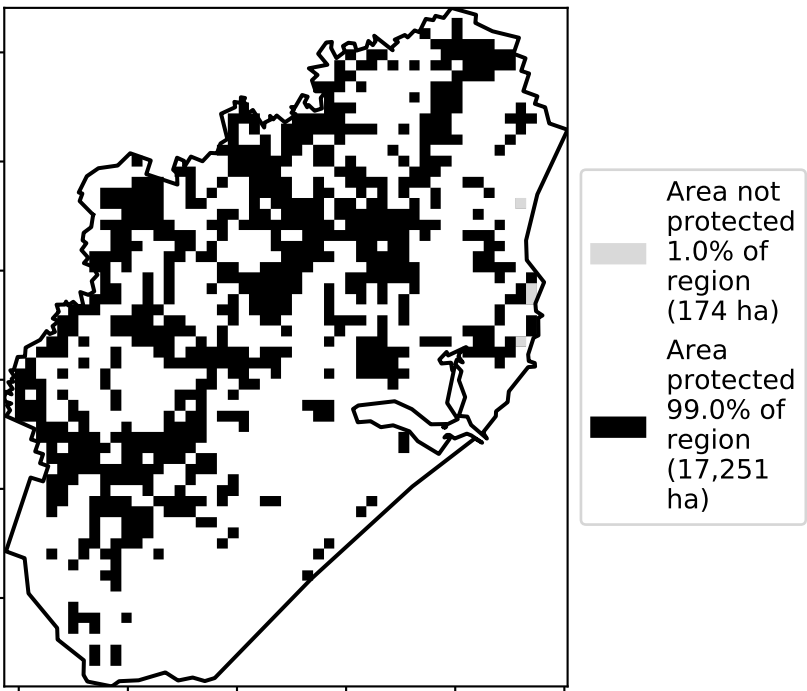 Area not
protected
1.0% of
region
(174 ha)
Area
protected
99.0% of
region
(17,251
ha)